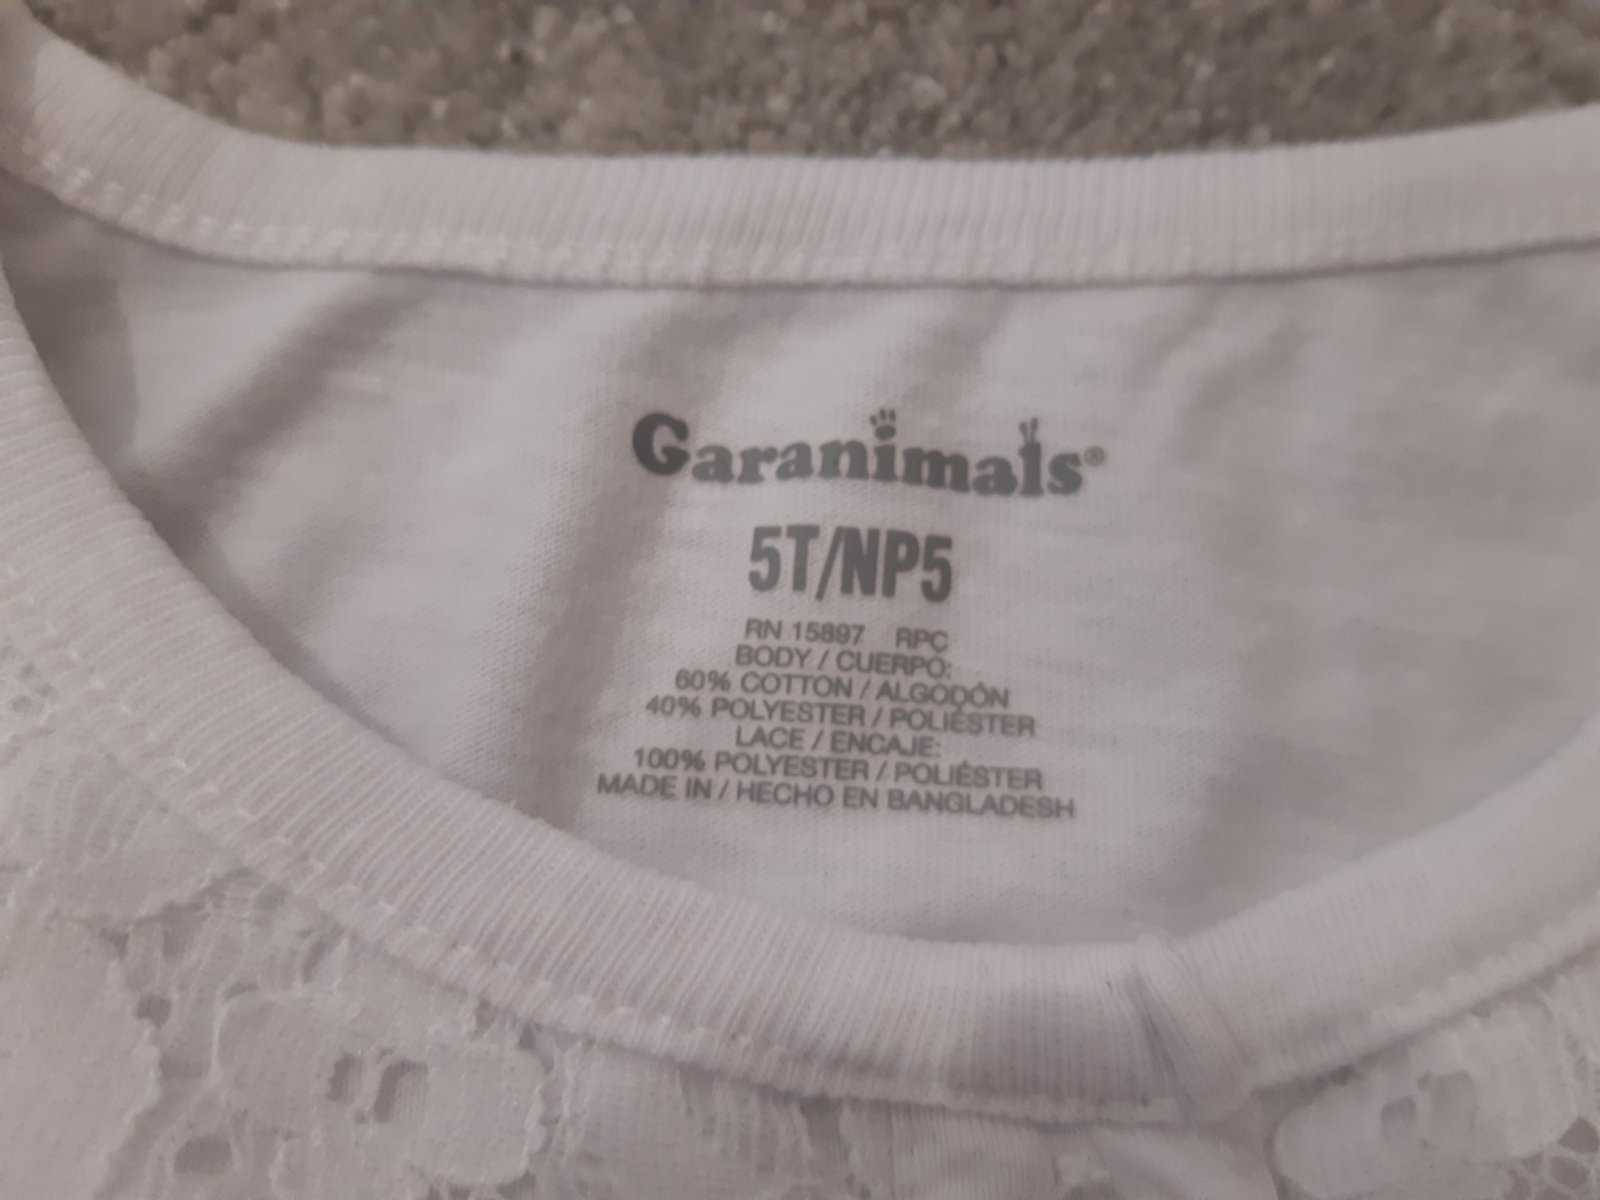 Garanimals®
5T/NP5
RN 15897 RPC
BODY / CUERPO:
60% COTTON / ALGODÓN
40% POLYESTER / POLIÉSTER
LACE / ENCAJE:
100% POLYESTER / POLIÉSTER
MADE IN / HECHO EN BANGLADESH